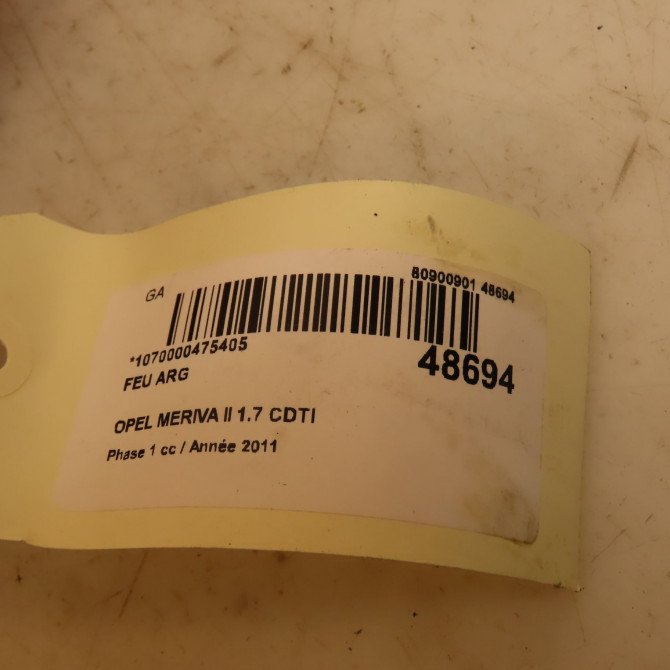 GA
80900901 48694
*1070000475405
48694
FEU ARG
OPEL MERIVA II 1.7 CDTI
Phase 1 cc / Année 2011